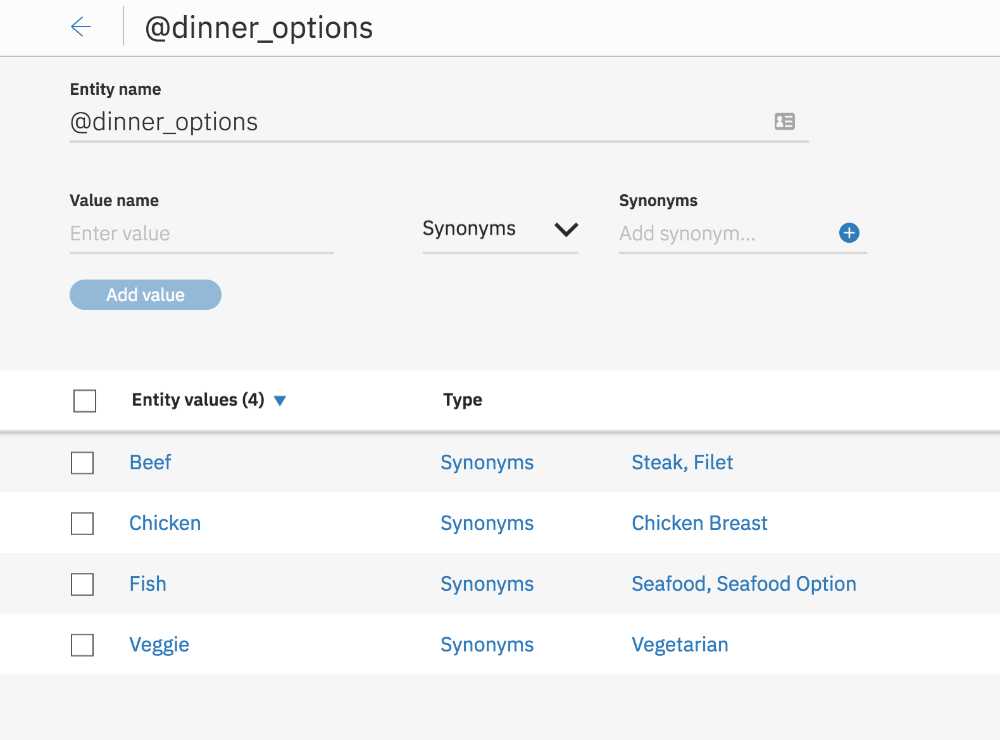 @dinner_options
Entity name
@dinner_options
Value name
Synonyms
Enter value
Synonyms
Add synonym...
Add value
Entity values (4) Type
Beef Synonyms Steak, Filet
Chicken Synonyms Chicken Breast
Fish Synonyms Seafood, Seafood Option
Veggie Synonyms Vegetarian